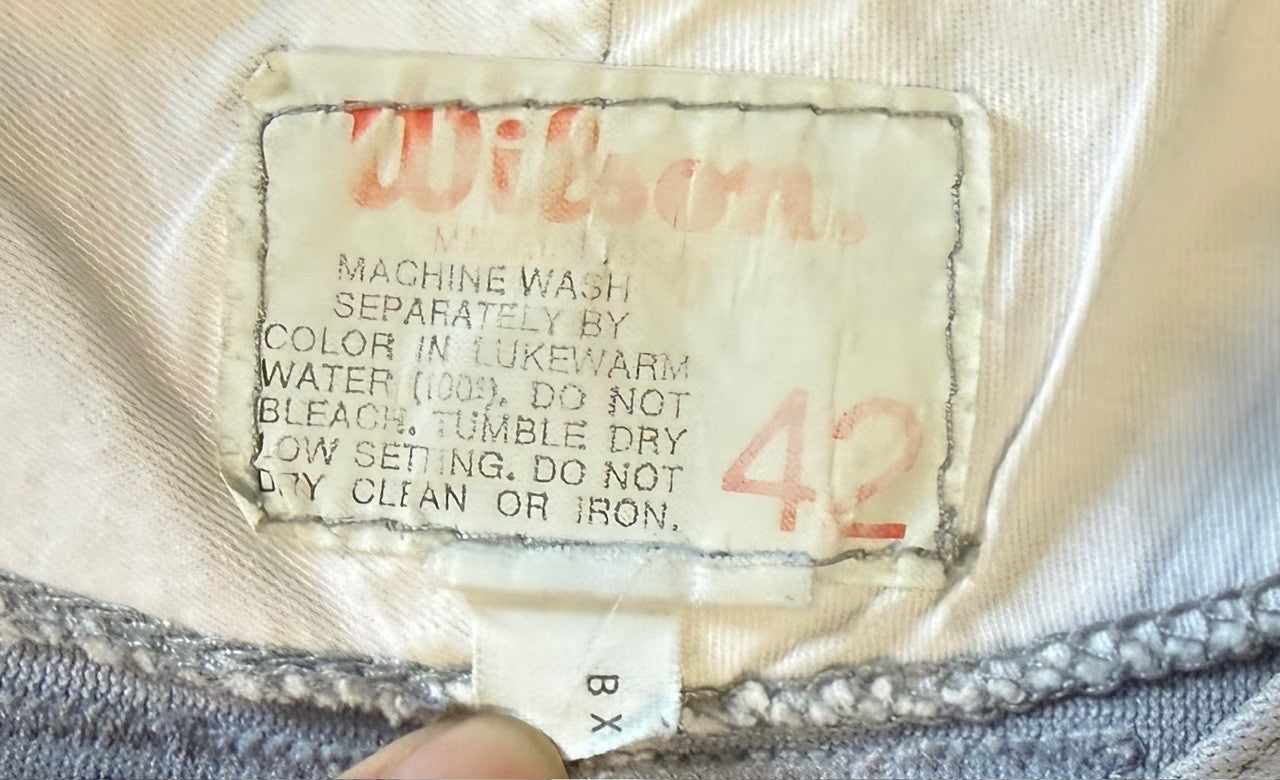 Wilson
MACHINE WASH
SEPARATELY BY
COLOR IN LUKEWARM
WATER (100°). DO NOT
BLEACH. TUMBLE DRY
LOW SETTING. DO NOT
DRY CLEAN OR IRON.
42
BX